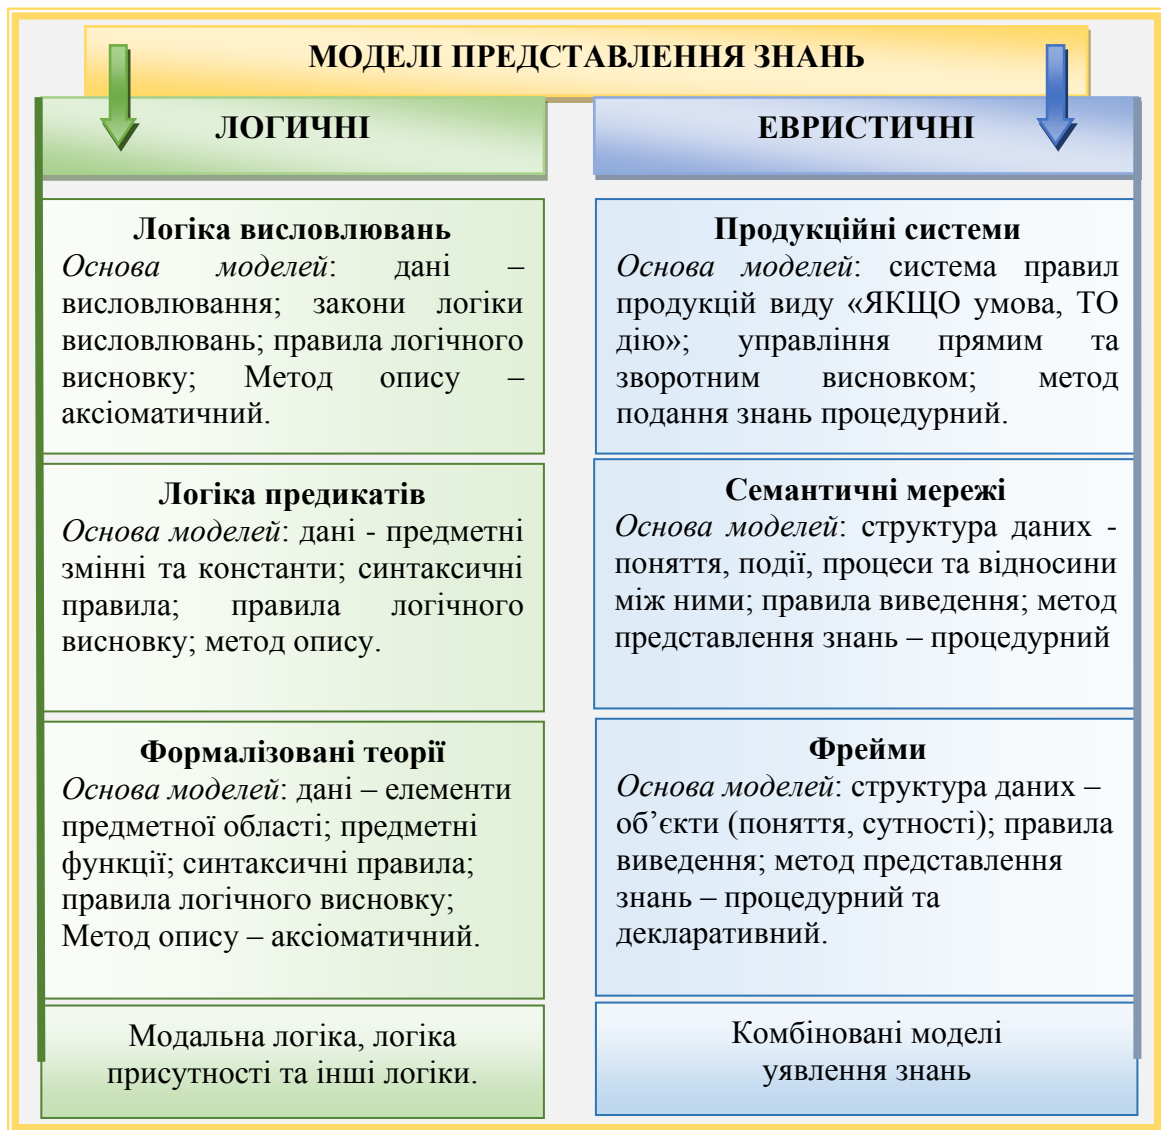 МОДЕЛІ ПРЕДСТАВЛЕННЯ ЗНАНЬ
ЛОГИЧНІ
Логіка висловлювань
Основа моделей: дані –
висловлювання; закони логіки
висловлювань; правила логічного
висновку; Метод опису –
аксіоматичний.
Логіка предикатів
Основа моделей: дані - предметні
змінні та константи; синтаксичні
правила; правила логічного
висновку; метод опису.
Формалізовані теорії
Основа моделей: дані – елементи
предметної області; предметні
функції; синтаксичні правила;
правила логічного висновку;
Метод опису – аксіоматичний.
Модальна логіка, логіка
присутності та інші логіки.
ЕВРИСТИЧНІ
Продукційні системи
Основа моделей: система правил
продукцій виду «ЯКЩО умова, ТО
дію»; управління прямим та
зворотним висновком; метод
подання знань процедурний.
Семантичні мережі
Основа моделей: структура даних -
поняття, події, процеси та відносини
між ними; правила виведення; метод
представлення знань – процедурний
Фрейми
Основа моделей: структура даних –
об’єкти (поняття, сутності); правила
виведення; метод представлення
знань – процедурний та
декларативний.
Комбіновані моделі
уявлення знань